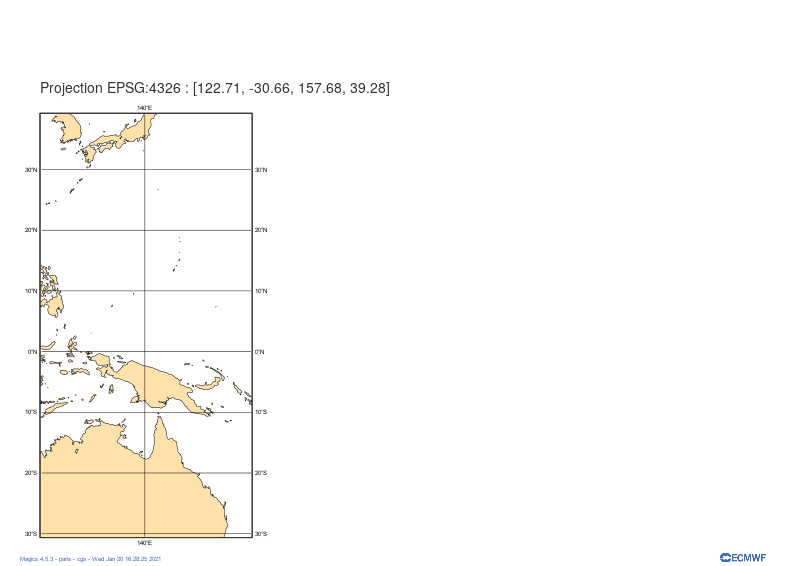 Projection EPSG:4326 : [122.71, -30.66, 157.68, 39.28]
140°E
30°N 30°N
20°N 20°N
10°N 10°N
0°N 0°N
10°S 10°S
20°S 20°S
30°S 30°S
140°E
Magics 4.5.3 - paris - cgs - Wed Jan 20 16:28:25 2021
ECMWF